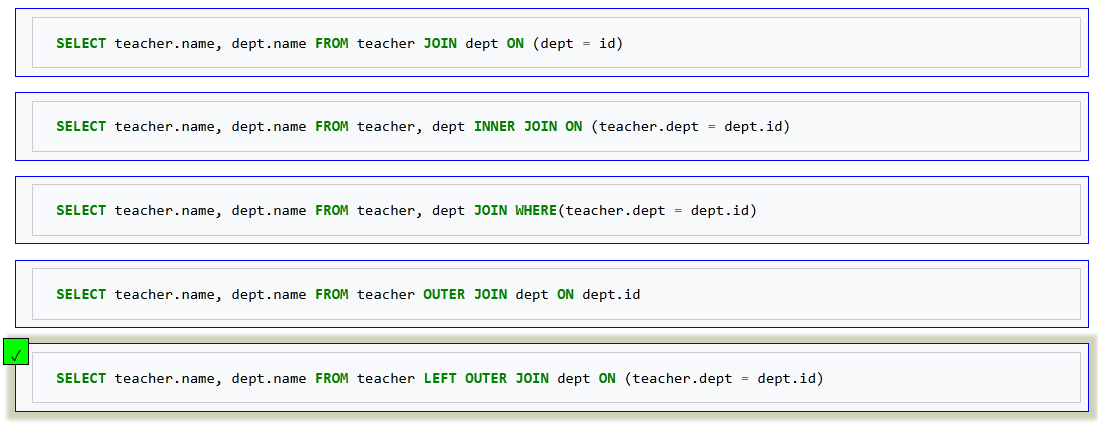 SELECT teacher.name, dept.name FROM teacher JOIN dept ON (dept = id)
SELECT teacher.name, dept.name FROM teacher, dept INNER JOIN ON (teacher.dept = dept.id)
SELECT teacher.name, dept.name FROM teacher, dept JOIN WHERE(teacher.dept = dept.id)
SELECT teacher.name, dept.name FROM teacher OUTER JOIN dept ON dept.id
✓
SELECT teacher.name, dept.name FROM teacher LEFT OUTER JOIN dept ON (teacher.dept = dept.id)